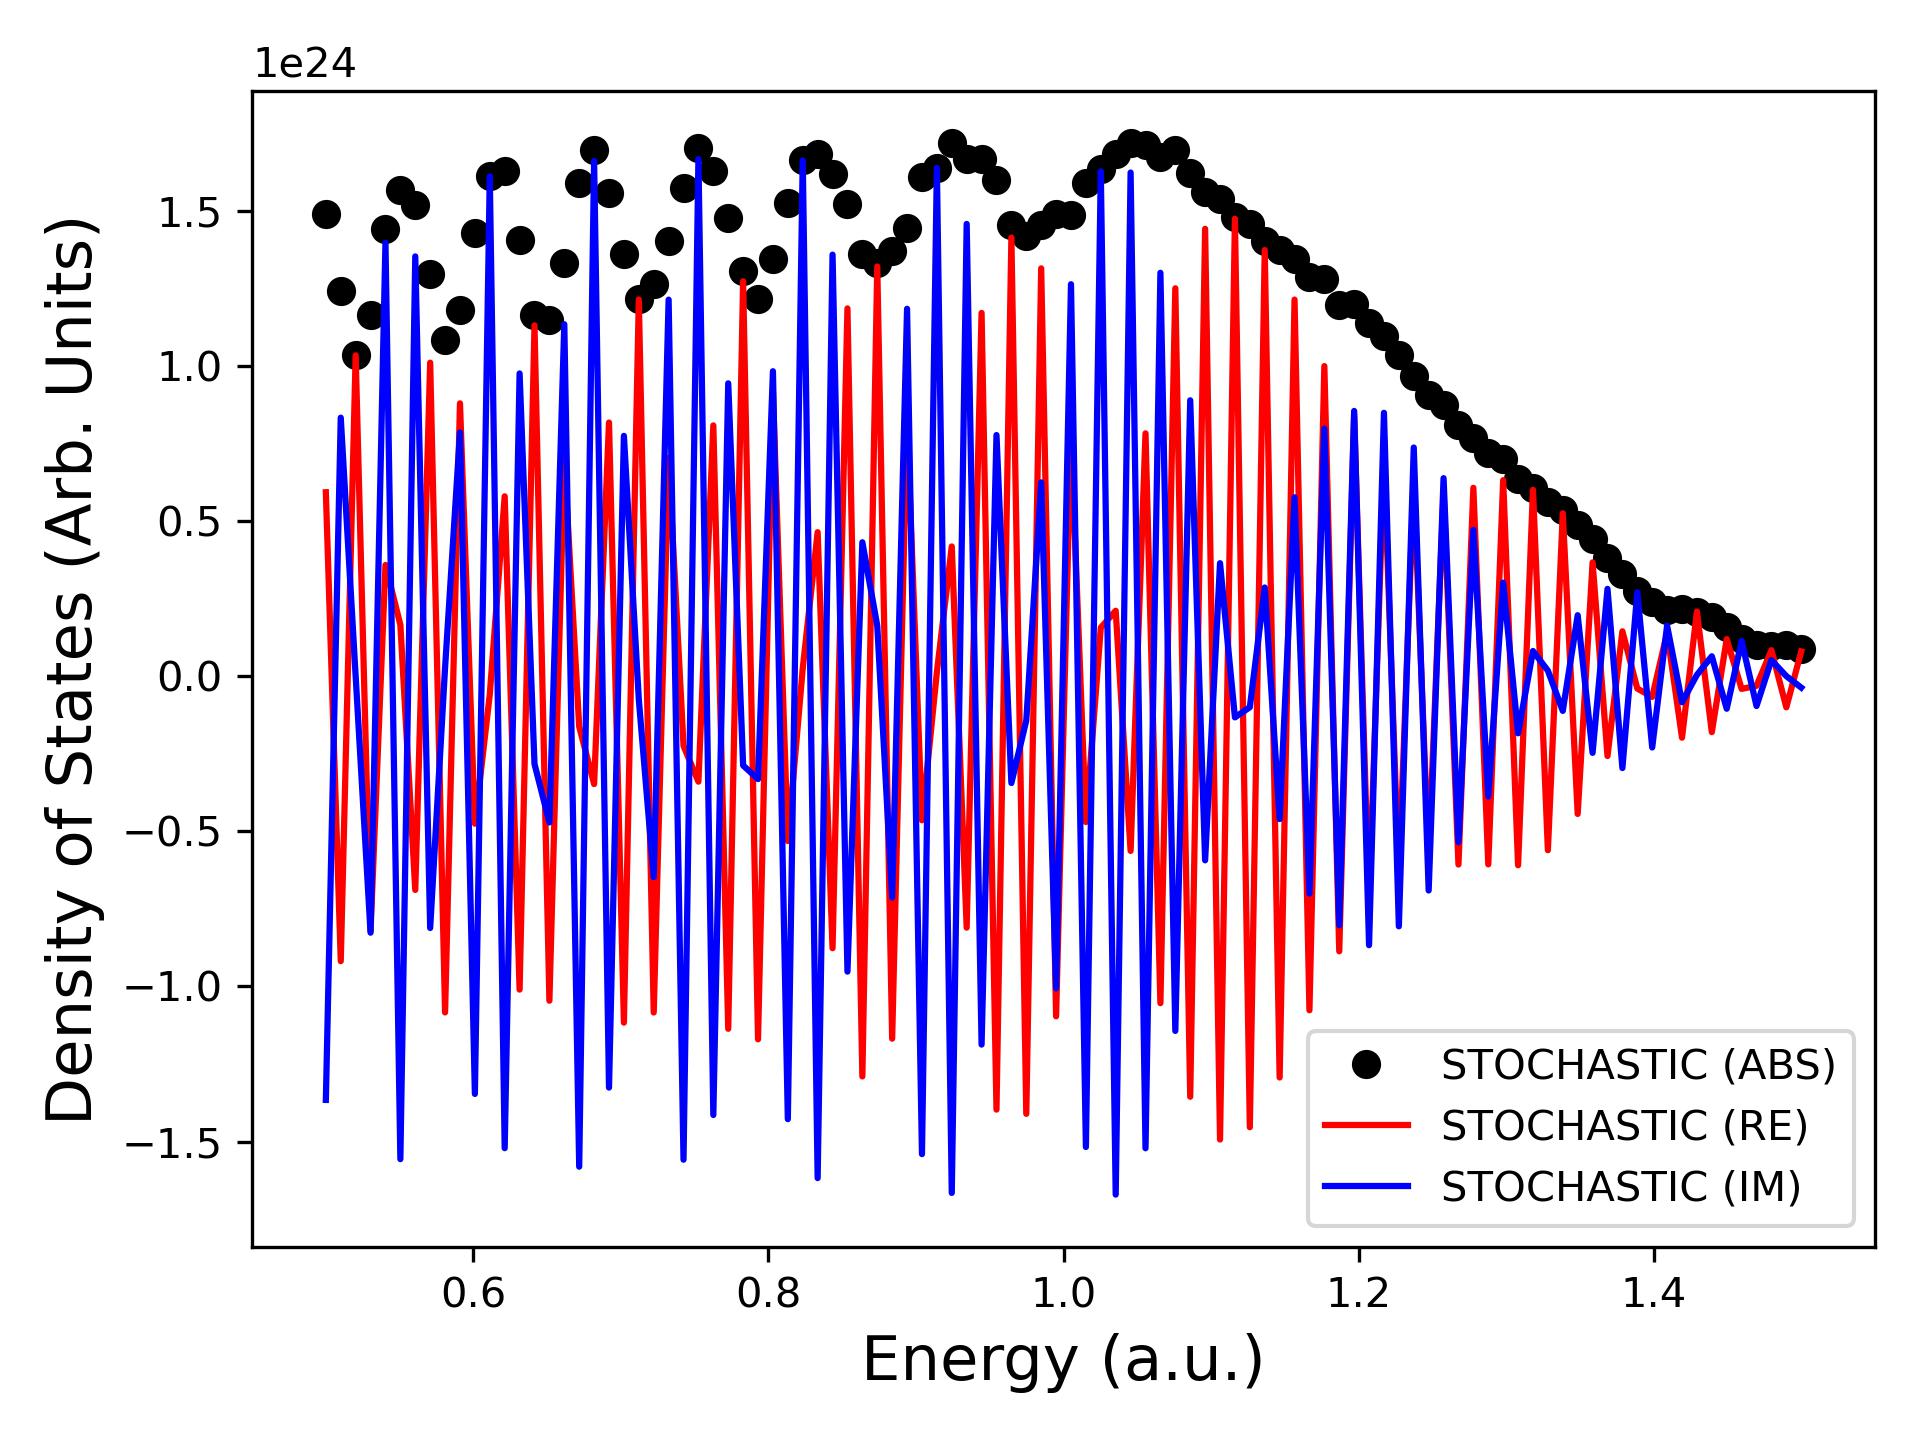 1e24
Density of States (Arb. Units)
1.5
1.0
0.5
0.0
−0.5
−1.0
−1.5
STOCHASTIC (ABS)
STOCHASTIC (RE)
STOCHASTIC (IM)
0.6 0.8 1.0 1.2 1.4
Energy (a.u.)